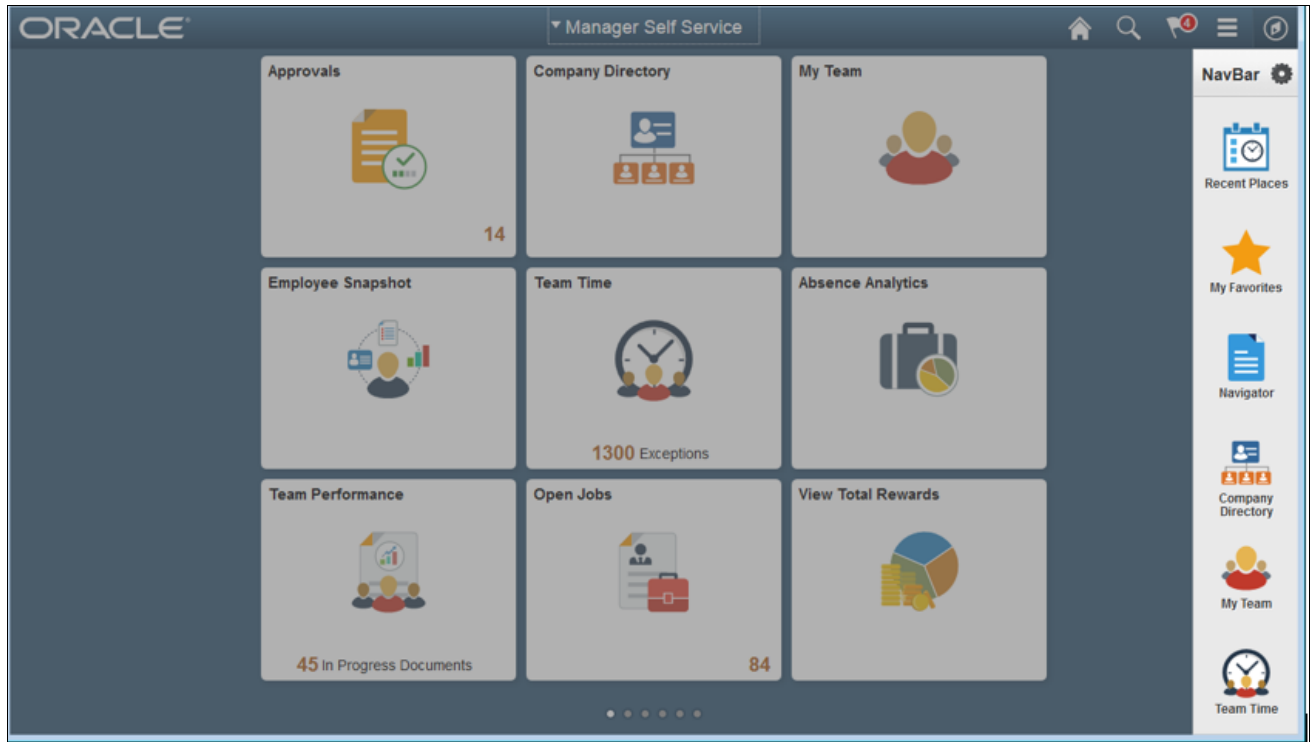 ORACLE
Manager Self Service
4
NavBar
Approvals
14
Company Directory
My Team
Employee Snapshot
Team Time
1300 Exceptions
Absence Analytics
Team Performance
45 In Progress Documents
Open Jobs
84
View Total Rewards
Recent Places
My Favorites
Navigator
Company
Directory
My Team
Team Time